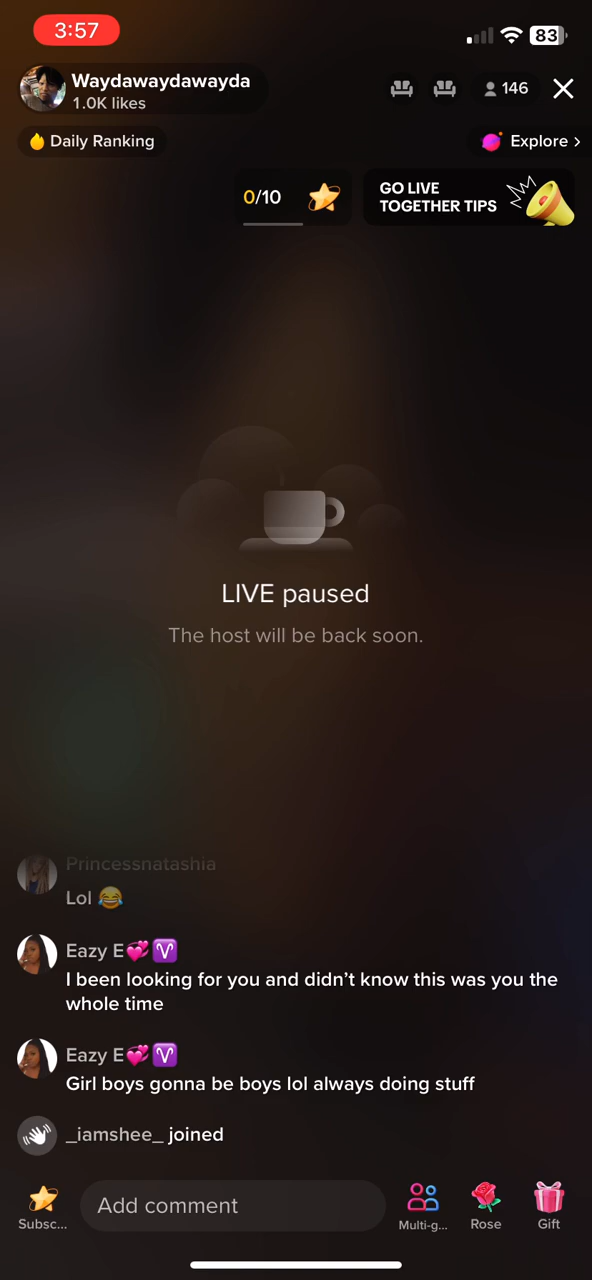 3:57
83
Waydawaydawayda
1.0K likes
146
Daily Ranking
Explore >
0/10
GO LIVE
TOGETHER TIPS
LIVE paused
The host will be back soon.
Princessnatashia
Lol 😂
Eazy E💞♈
I been looking for you and didn't know this was you the
whole time
Eazy E💞♈
Girl boys gonna be boys lol always doing stuff
_iamshee_ joined
Add comment
Subsc...
Multi-g...
Rose
Gift